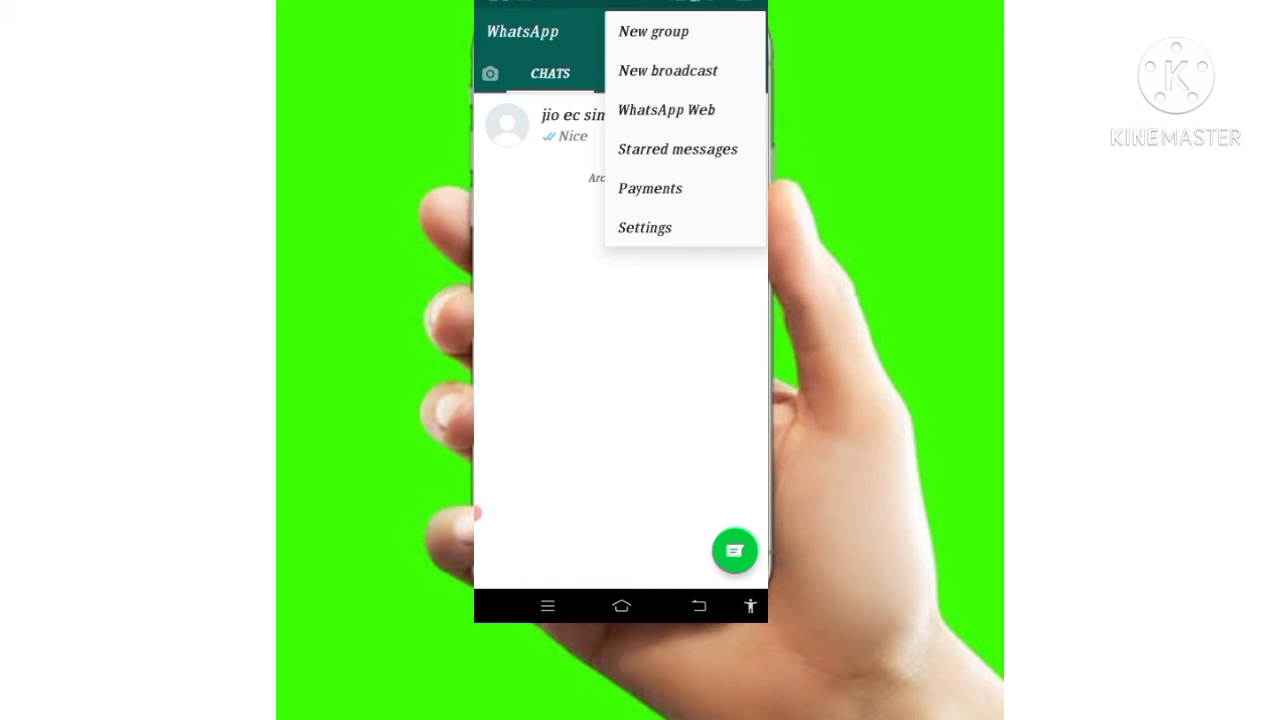 WhatsApp
CHATS
jio ec sim
Nice
New group
New broadcast
WhatsApp Web
Starred messages
Payments
Settings
KINEMASTER